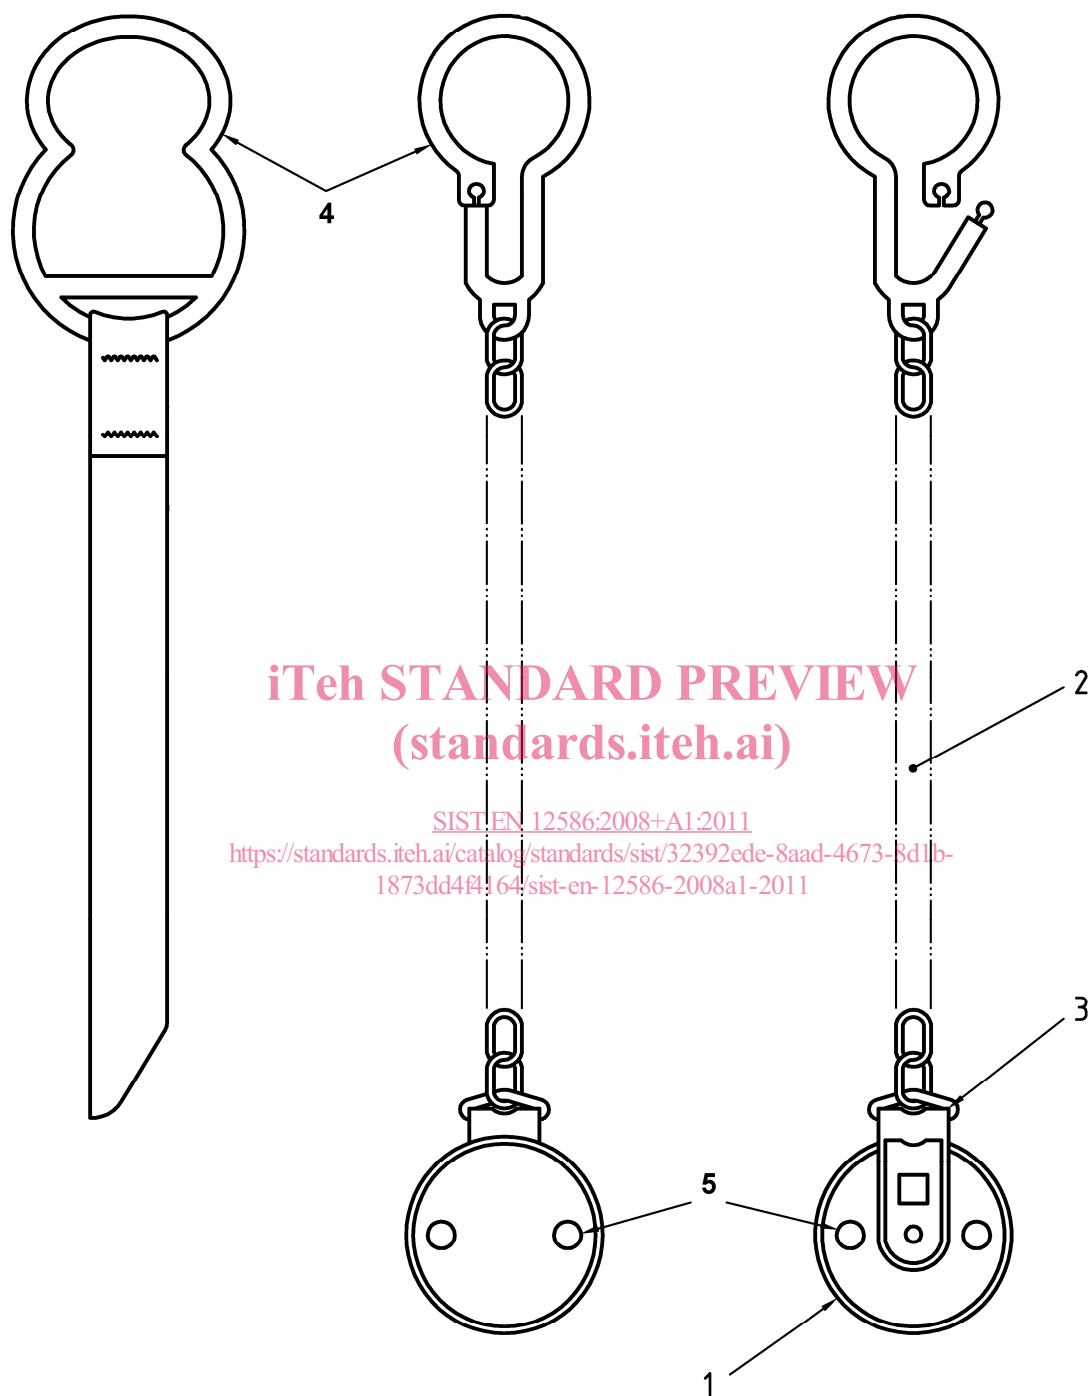 4
iTeh STANDARD PREVIEW
2
(standards.iteh.ai)
SIST EN 12586:2008+A1:2011
https://standards.iteh.ai/catalog/standards/sist/32392ede-8aad-4673-8d1b-
1873dd4f4164/sist-en-12586-2008a1-2011
3
5
1